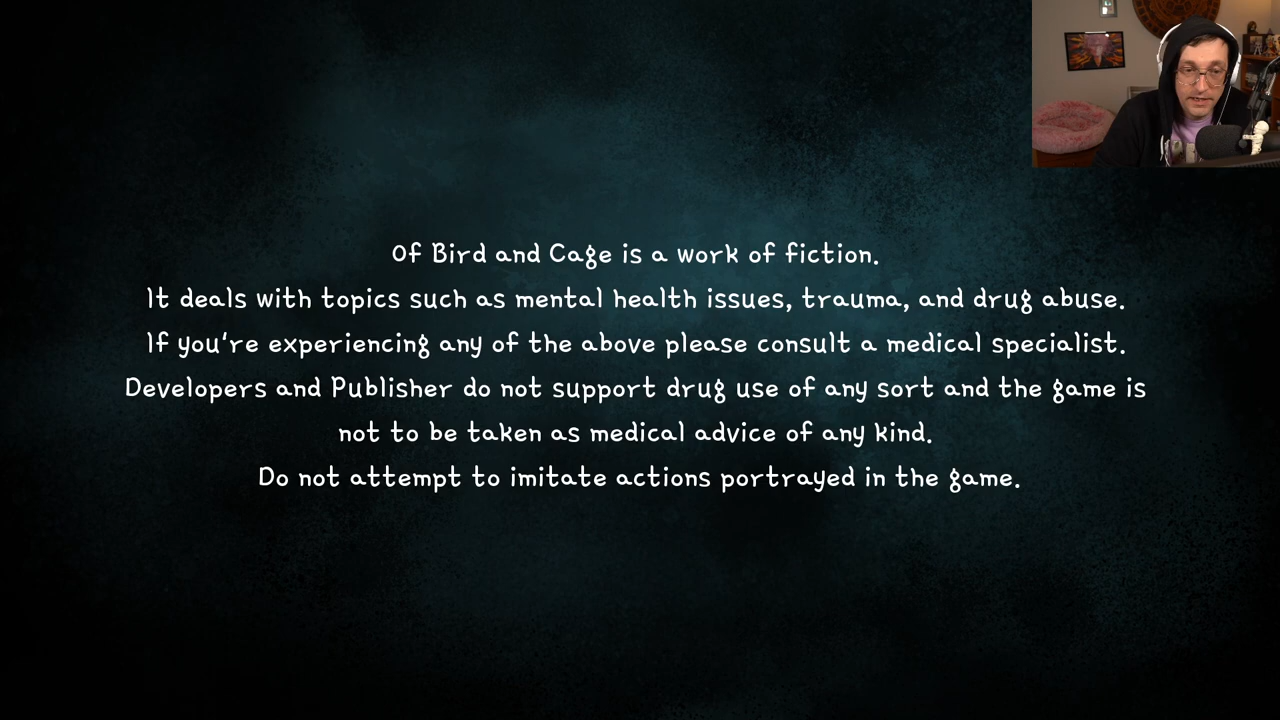 Of Bird and Cage is a work of fiction.
It deals with topics such as mental health issues, trauma, and drug abuse.
If you're experiencing any of the above please consult a medical specialist.
Developers and Publisher do not support drug use of any sort and the game is
not to be taken as medical advice of any kind.
Do not attempt to imitate actions portrayed in the game.